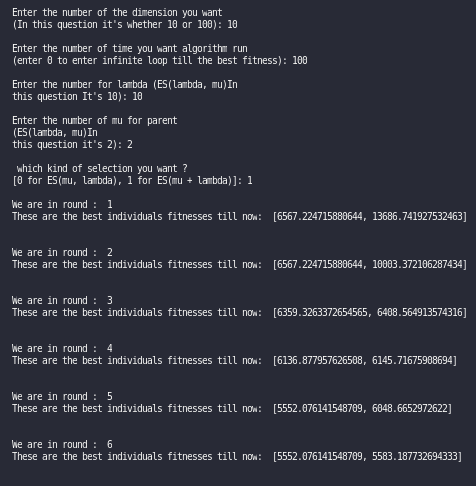 Enter the number of the dimension you want
(In this question it's whether 10 or 100): 10
Enter the number of time you want algorithm run
(enter 0 to enter infinite loop till the best fitness): 100
Enter the number for lambda (ES(lambda, mu)In
this question It's 10): 10
Enter the number of mu for parent
(ES(lambda, mu)In
this question it's 2): 2
which kind of selection you want ?
[0 for ES(mu, lambda), 1 for ES(mu + lambda)]: 1
We are in round :  1
These are the best individuals fitnesses till now:  [6567.224715880644, 13686.741927532463]
We are in round :  2
These are the best individuals fitnesses till now:  [6567.224715880644, 10003.372106287434]
We are in round :  3
These are the best individuals fitnesses till now:  [6359.3263372654565, 6408.564913574316]
We are in round :  4
These are the best individuals fitnesses till now:  [6136.877957626508, 6145.71675908694]
We are in round :  5
These are the best individuals fitnesses till now:  [5552.076141548709, 6048.6652972622]
We are in round :  6
These are the best individuals fitnesses till now:  [5552.076141548709, 5583.187732694333]